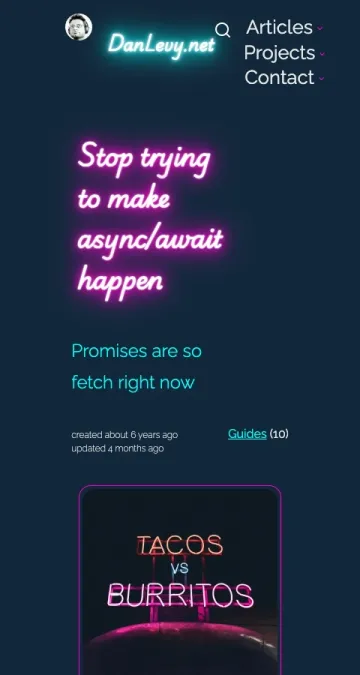 DanLevy.net
Articles
Projects
Contact
Stop trying
to make
async/await
happen
Promises are so
fetch right now
created about 6 years ago
updated 4 months ago
Guides (10)
TACOS
VS
BURRITOS